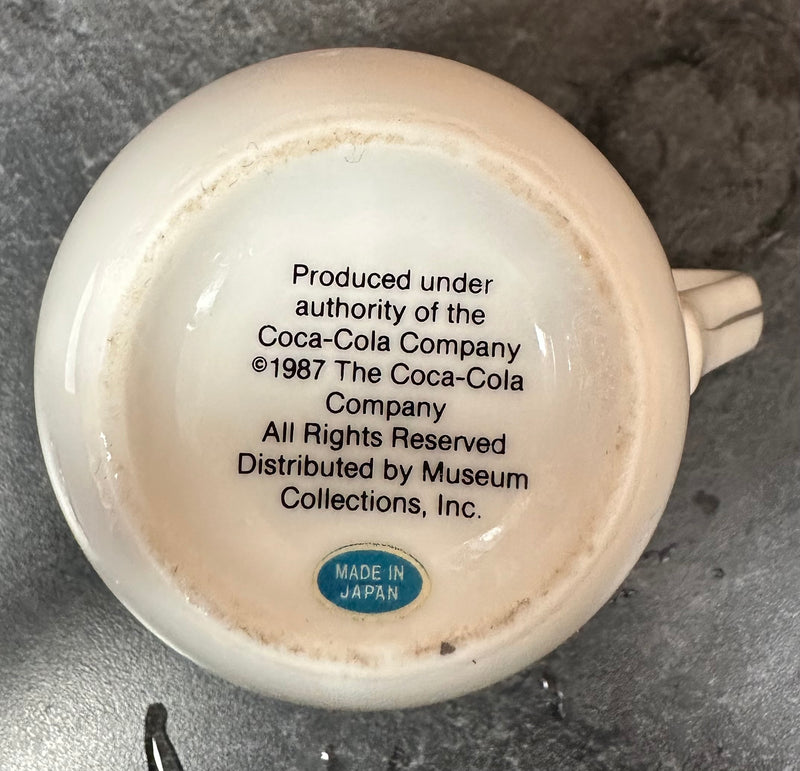 Produced under
authority of the
Coca-Cola Company
©1987 The Coca-Cola
Company
All Rights Reserved
Distributed by Museum
Collections, Inc.
MADE IN
JAPAN